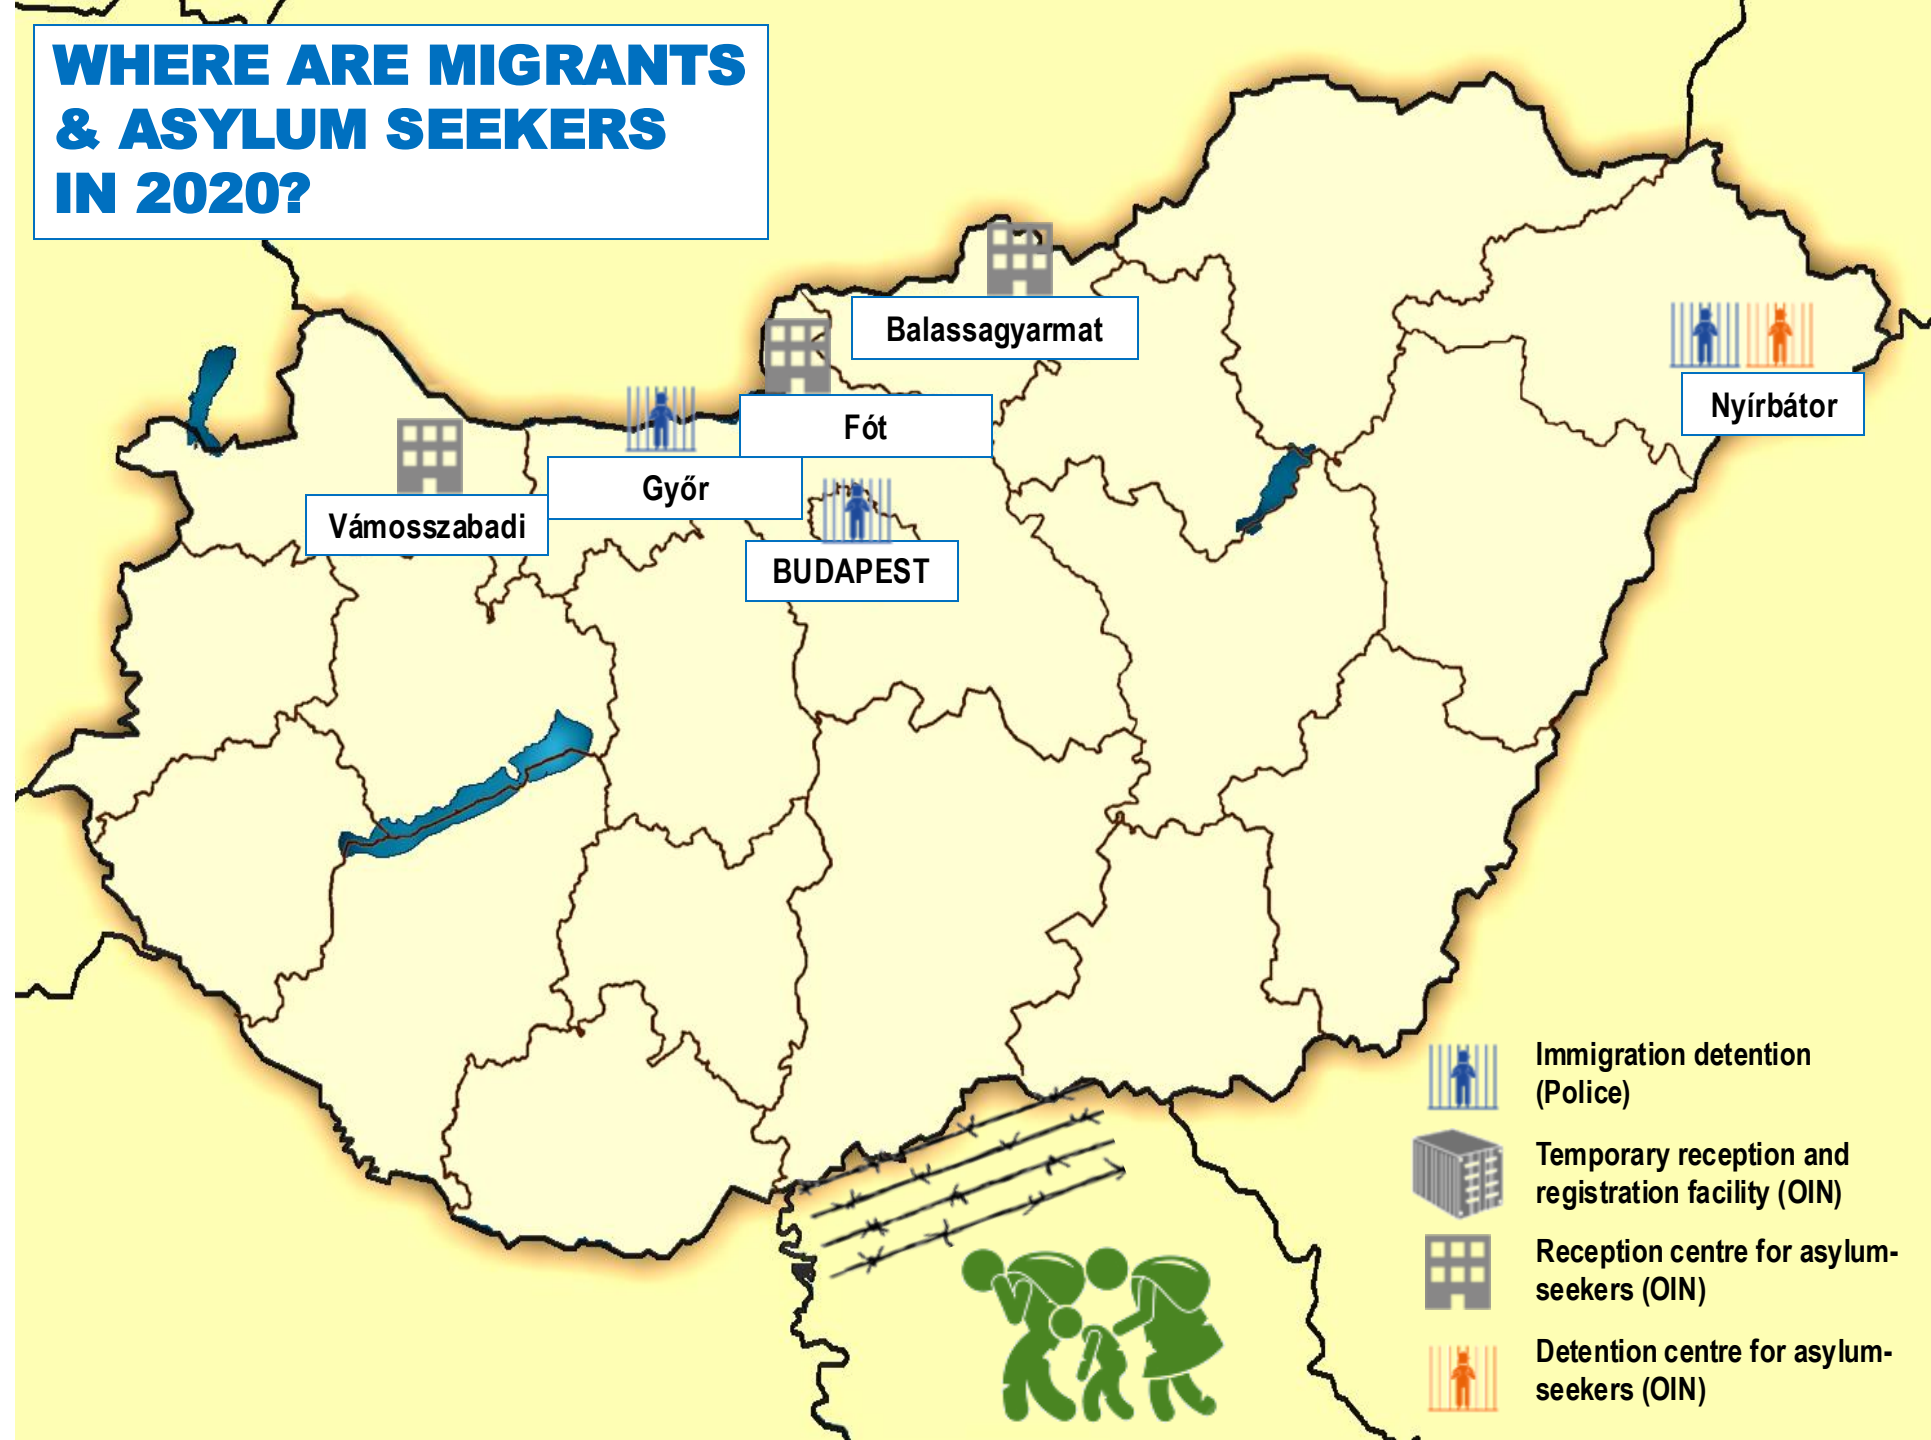 WHERE ARE MIGRANTS
& ASYLUM SEEKERS
IN 2020?
Balassagyarmat
Nyírbátor
Fót
Győr
Vámosszabadi
BUDAPEST
Immigration detention
(Police)
Temporary reception and
registration facility (OIN)
Reception centre for asylum-
seekers (OIN)
Detention centre for asylum-
seekers (OIN)